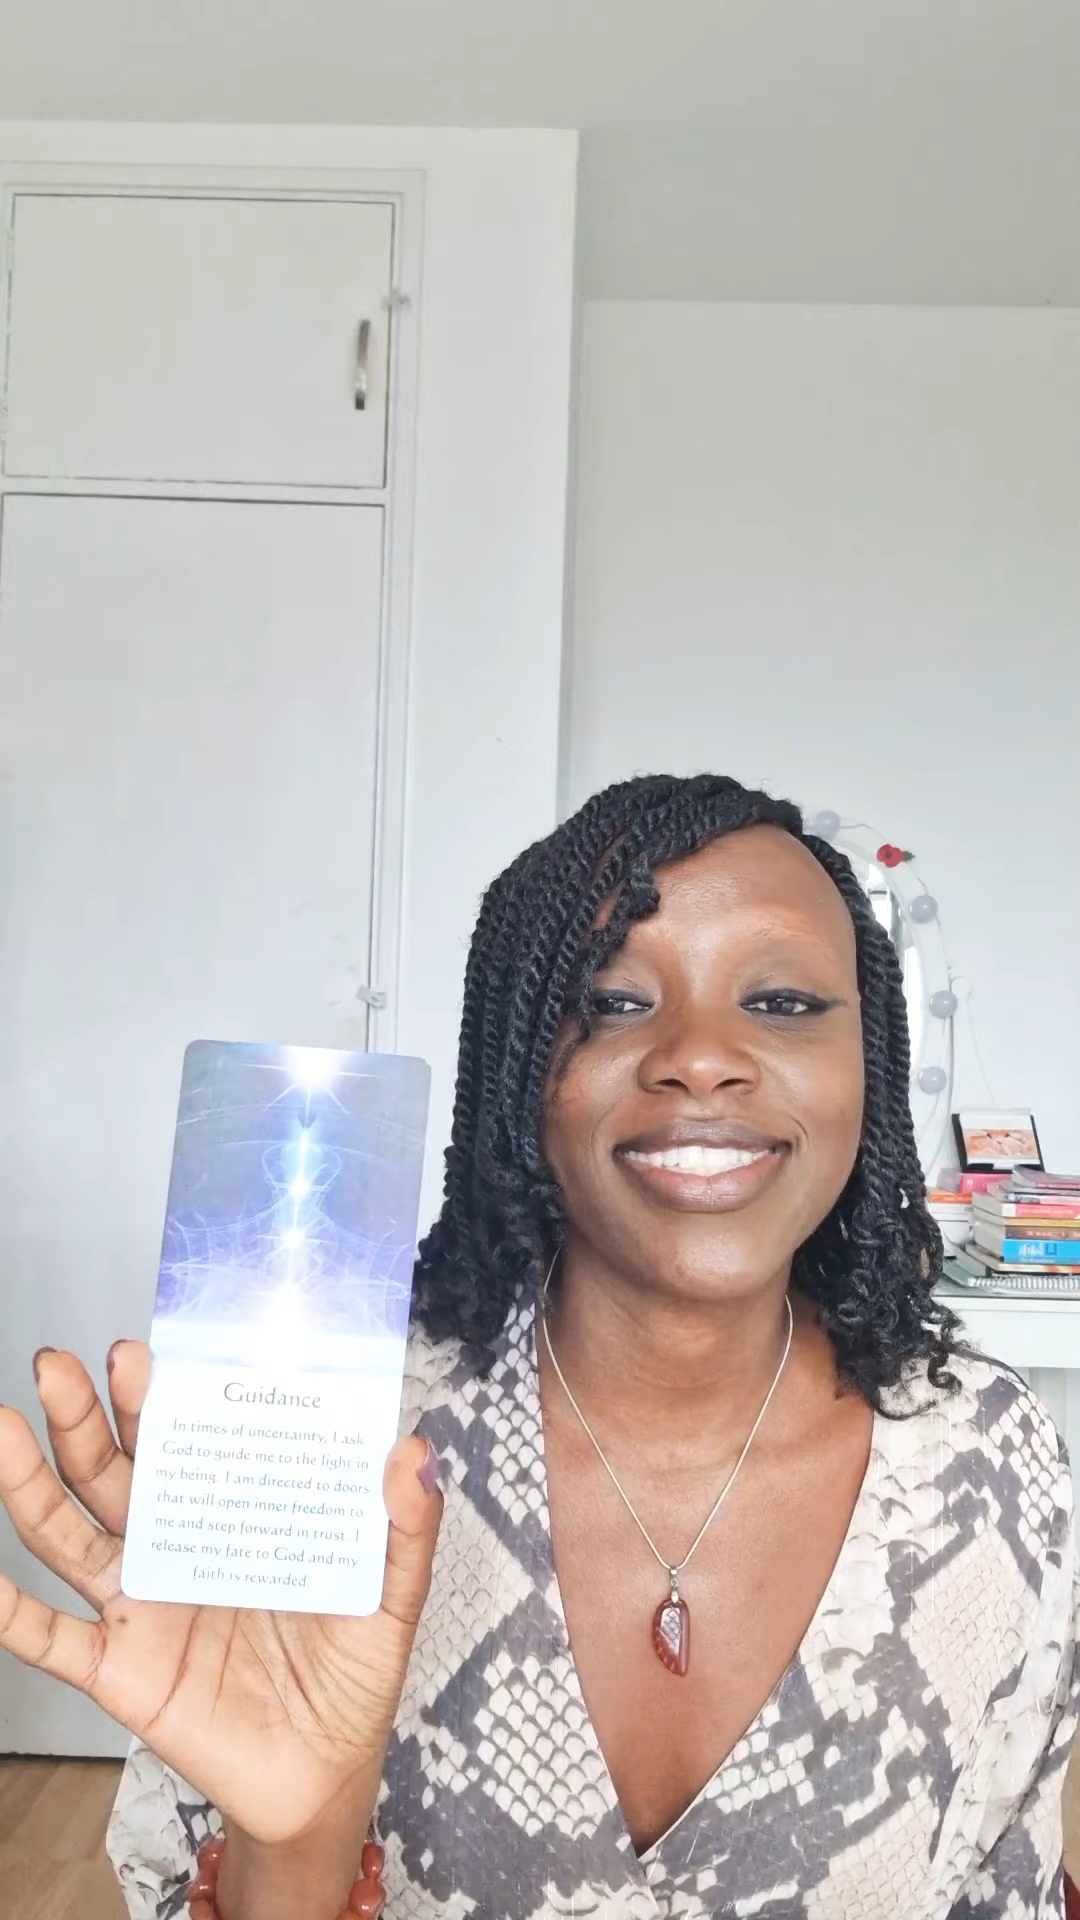 Guidance
In times of uncertainty, I ask
God to guide me to the light in
my being. I am directed to doors
that will open inner freedom to
me and step forward in trust. I
release my fate to God and my
faith is rewarded.